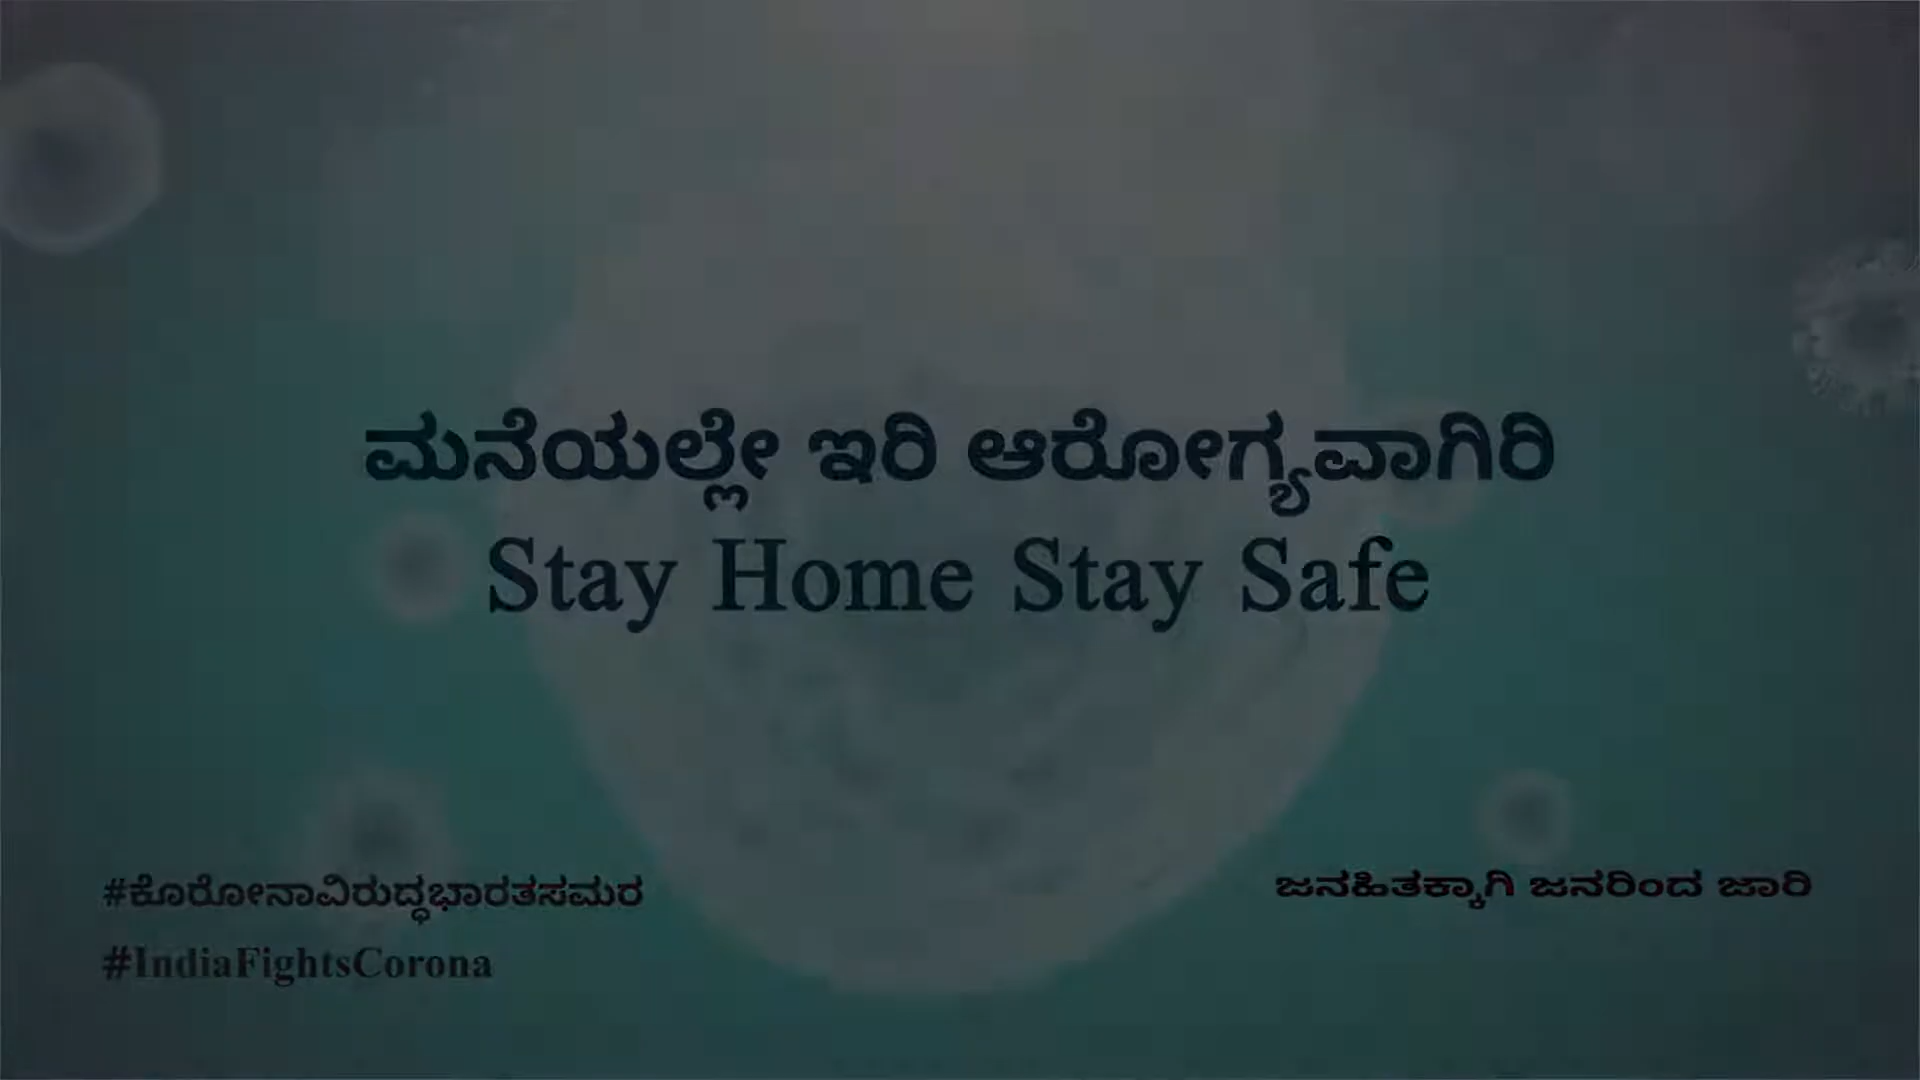 ಮನೆಯಲ್ಲೇ ಇರಿ ಆರೋಗ್ಯವಾಗಿರಿ
Stay Home Stay Safe
#ಕೊರೋನಾವಿರುದ್ಧಭಾರತಸಮರ
#IndiaFightsCorona
ಜನಹಿತಕ್ಕಾಗಿ ಜನರಿಂದ ಜಾರಿ